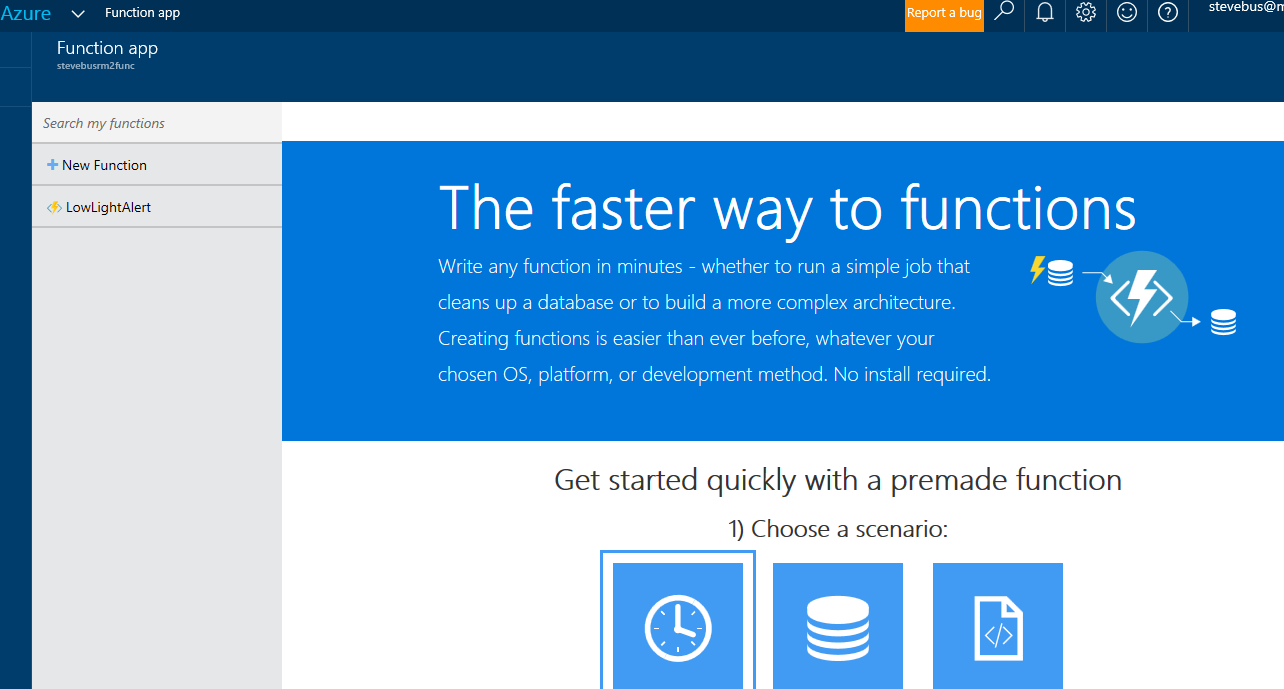 Azure Function app Report a bug stevebus@m
Function app
stevebusrm2func
Search my functions
New Function
LowLightAlert
The faster way to functions
Write any function in minutes - whether to run a simple job that
cleans up a database or to build a more complex architecture.
Creating functions is easier than ever before, whatever your
chosen OS, platform, or development method. No install required.
Get started quickly with a premade function
1) Choose a scenario: